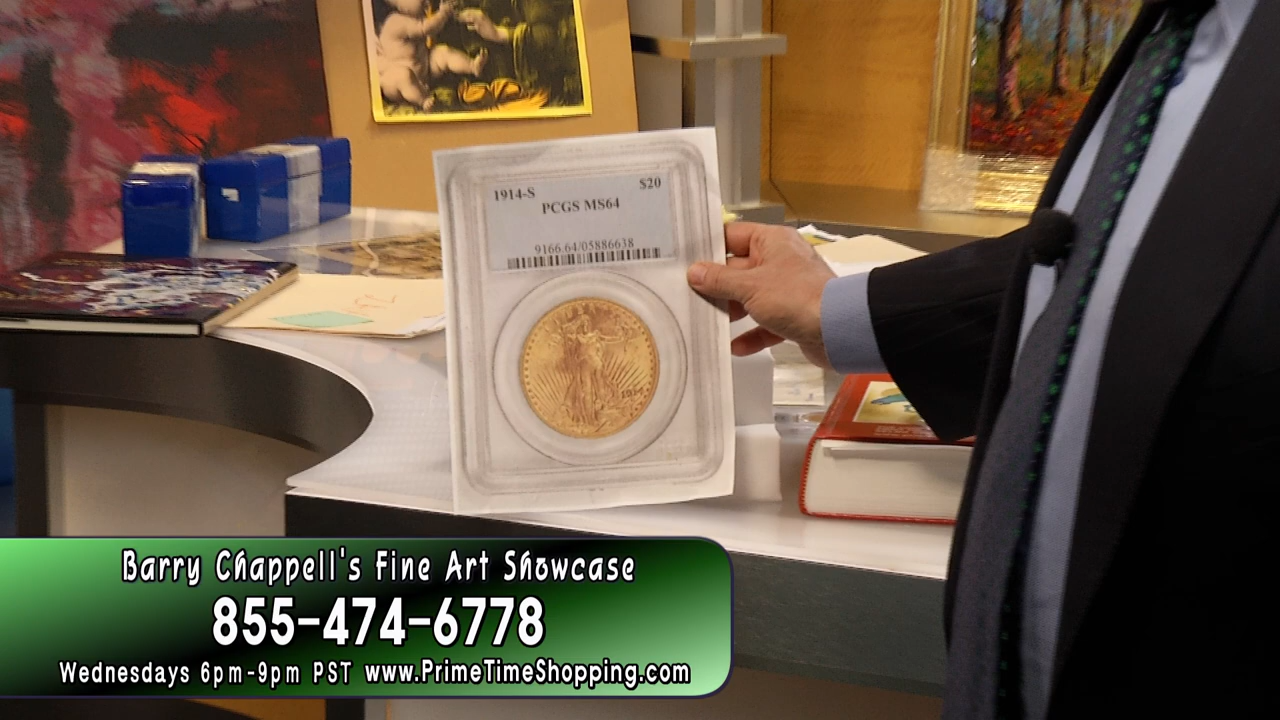 1914-S $20
PCGS MS64
9166.64/05886638
Barry Chappell's Fine Art Showcase
855-474-6778
Wednesdays 6pm-9pm PST www.PrimeTimeShopping.com